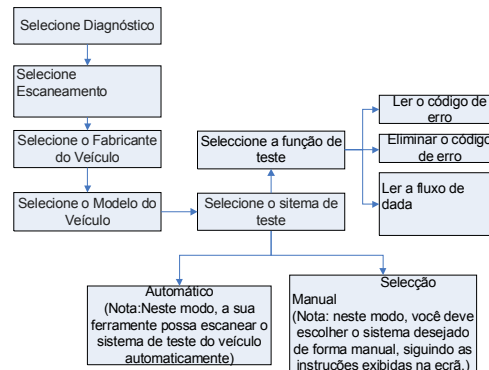 Selecione Diagnóstico
Selecione
Escaneamento
Selecione o Fabricante
do Veículo
Selecione o Modelo do
Veículo
Seleccione a função de
teste
Selecione o sitema de
teste
Ler o código de
erro
Eliminar o código
de erro
Ler a fluxo de
dada
Automático
(Nota:Neste modo, a sua
ferramente possa escanear o
sistema de teste do veículo
automaticamente)
Selecção
Manual
(Nota: neste modo, você deve
escolher o sistema desejado
de forma manual, siguindo as
instruções exibidas na ecrã.)